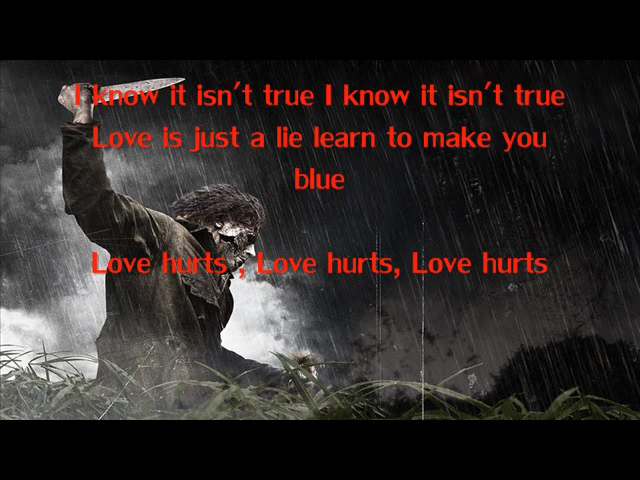 I know it isn't true I know it isn't true
Love is just a lie learn to make you
blue
Love hurts , Love hurts, Love hurts